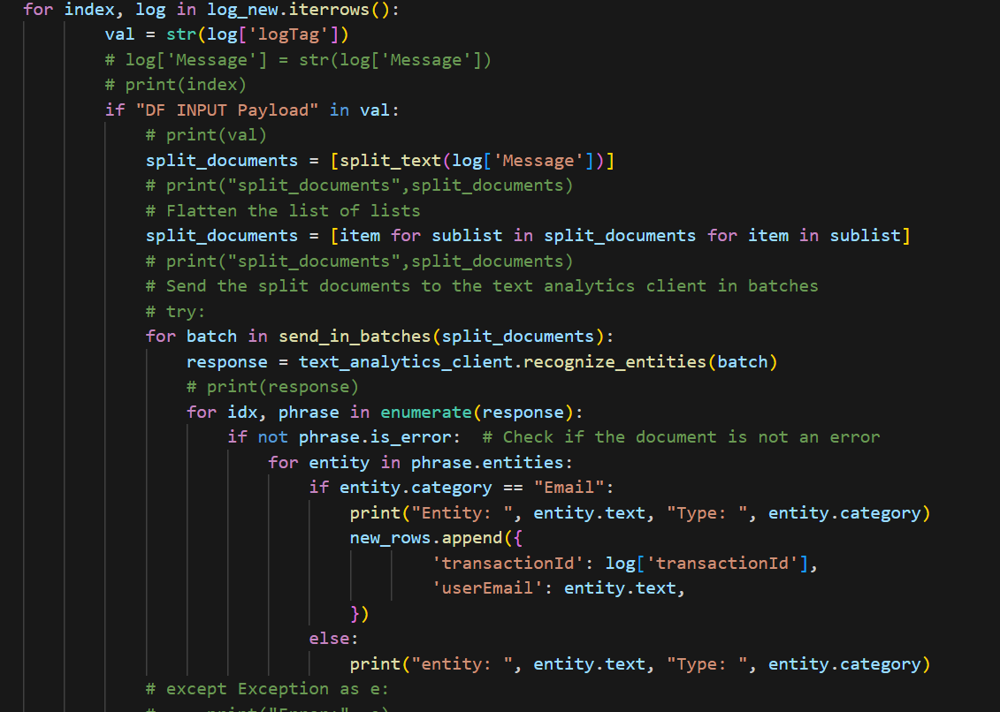 for index, log in log_new.iterrows():
val = str(log['logTag'])
# log['Message'] = str(log['Message'])
# print(index)
if "DF INPUT Payload" in val:
# print(val)
split_documents = [split_text(log['Message'])]
# print("split_documents",split_documents)
# Flatten the list of lists
split_documents = [item for sublist in split_documents for item in sublist]
# print("split_documents",split_documents)
# Send the split documents to the text analytics client in batches
# try:
for batch in send_in_batches(split_documents):
response = text_analytics_client.recognize_entities(batch)
# print(response)
for idx, phrase in enumerate(response):
if not phrase.is_error:  # Check if the document is not an error
for entity in phrase.entities:
if entity.category == "Email":
print("Entity: ", entity.text, "Type: ", entity.category)
new_rows.append({
'transactionId': log['transactionId'],
'userEmail': entity.text,
})
else:
print("entity: ", entity.text, "Type: ", entity.category)
# except Exception as e: